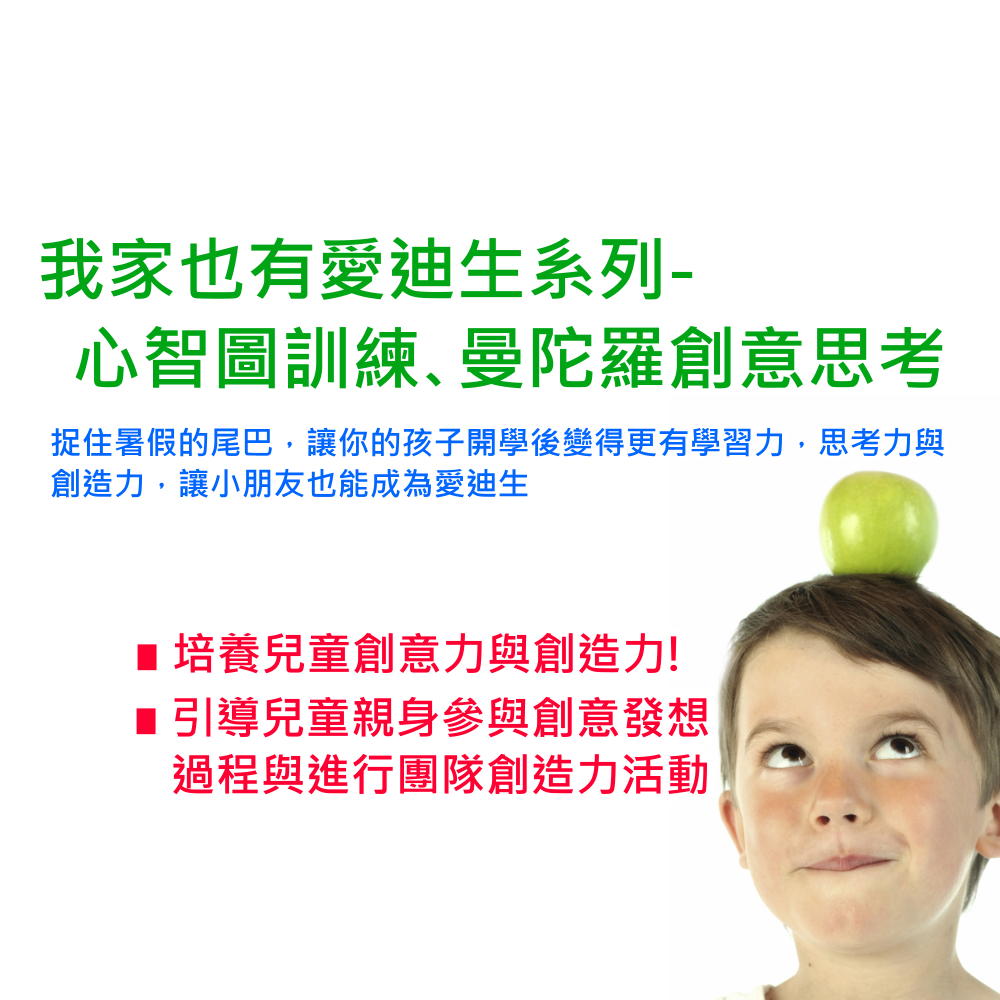 我家也有愛迪生系列-
心智圖訓練、曼陀羅創意思考
捉住暑假的尾巴，讓你的孩子開學後變得更有學習力，思考力與
創造力，讓小朋友也能成為愛迪生
∎ 培養兒童創意力與創造力!
∎ 引導兒童親身參與創意發想
過程與進行團隊創造力活動